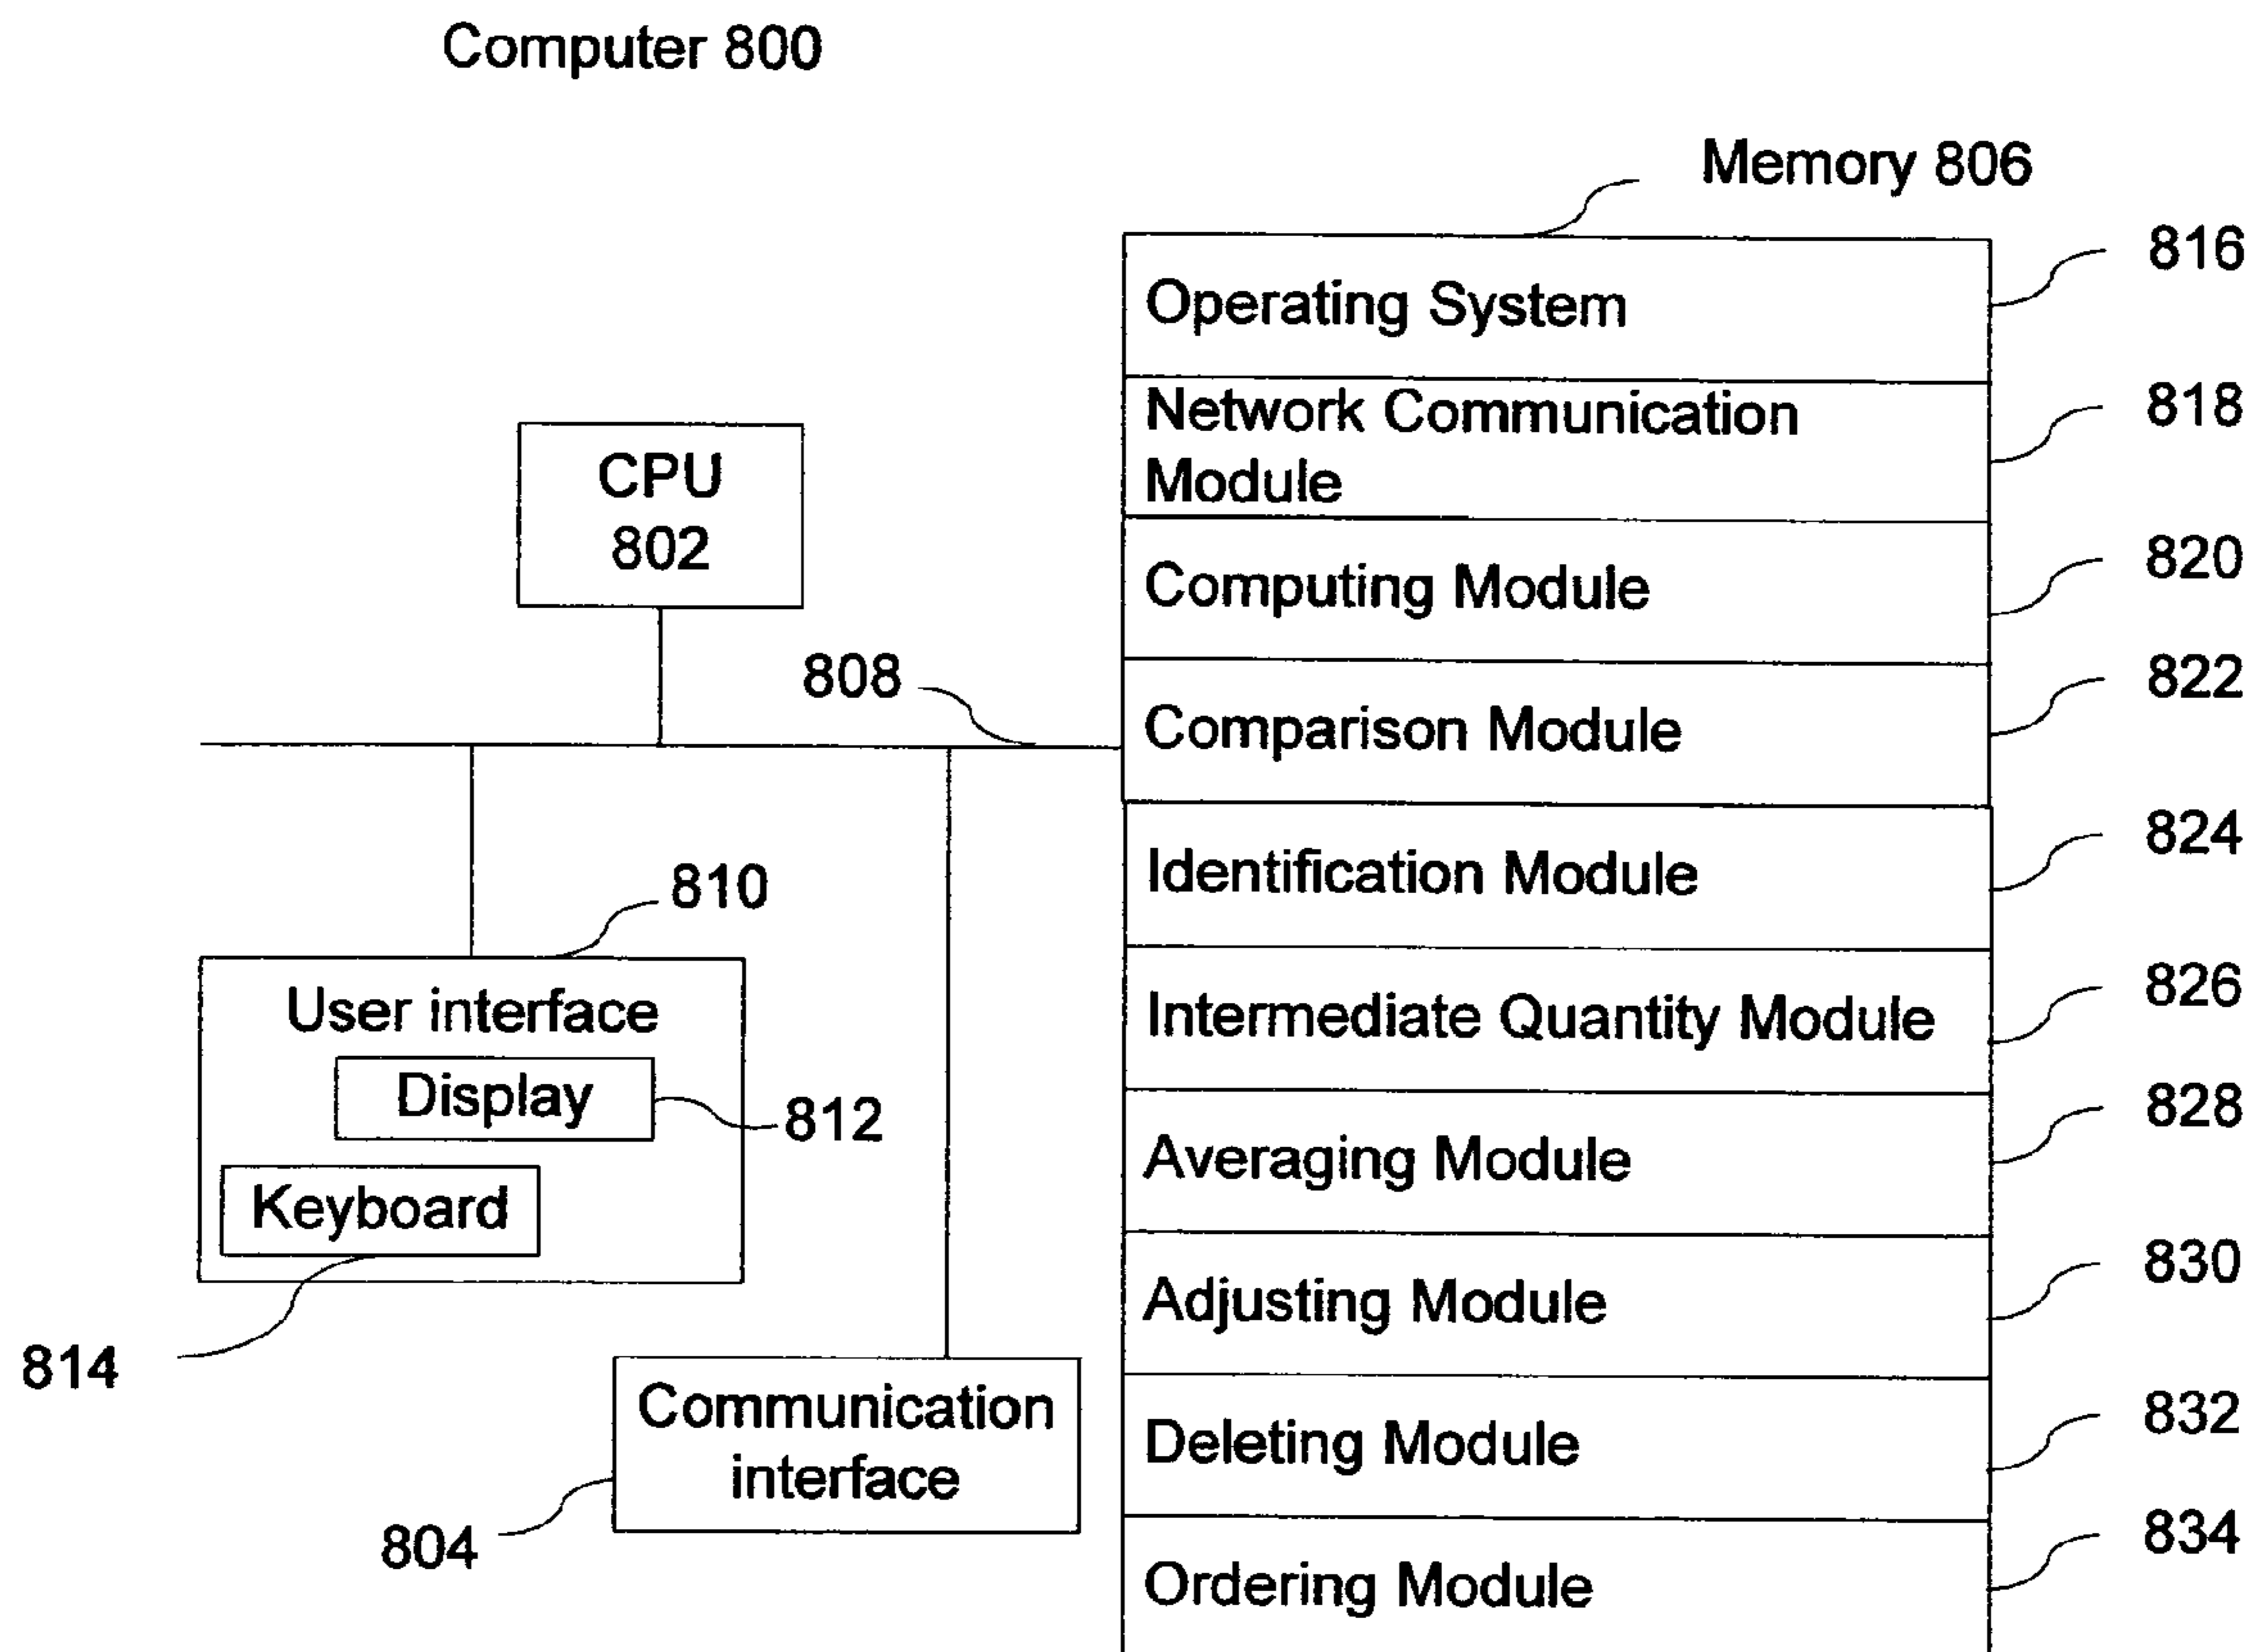 Computer 800
Memory 806
Operating System
816
Network Communication
Module
818
CPU
802
Computing Module
820
808
Comparison Module
822
Identification Module
824
810
User interface
Intermediate Quantity Module
826
Display
812
Averaging Module
828
Keyboard
Adjusting Module
830
814
Communication
interface
804
Deleting Module
832
Ordering Module
834